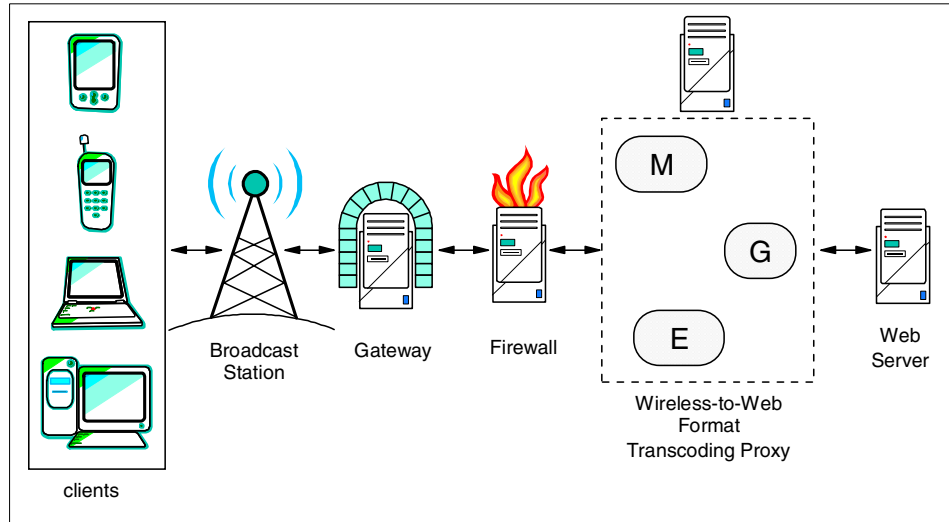 M
G
E
Broadcast
Station
Gateway
Firewall
Web
Server
Wireless-to-Web
Format
Transcoding Proxy
clients